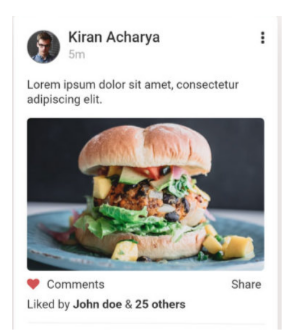 Kiran Acharya
5m
Lorem ipsum dolor sit amet, consectetur
adipiscing elit.
Comments
Share
Liked by John doe & 25 others